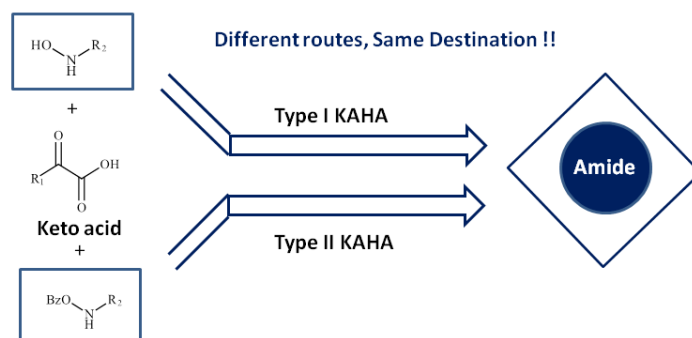 Different routes, Same Destination !!
HO
N
H
R2
+
Type I KAHA
O
OH
R1
O
Amide
Keto acid
+
Type II KAHA
BzO
N
H
R2